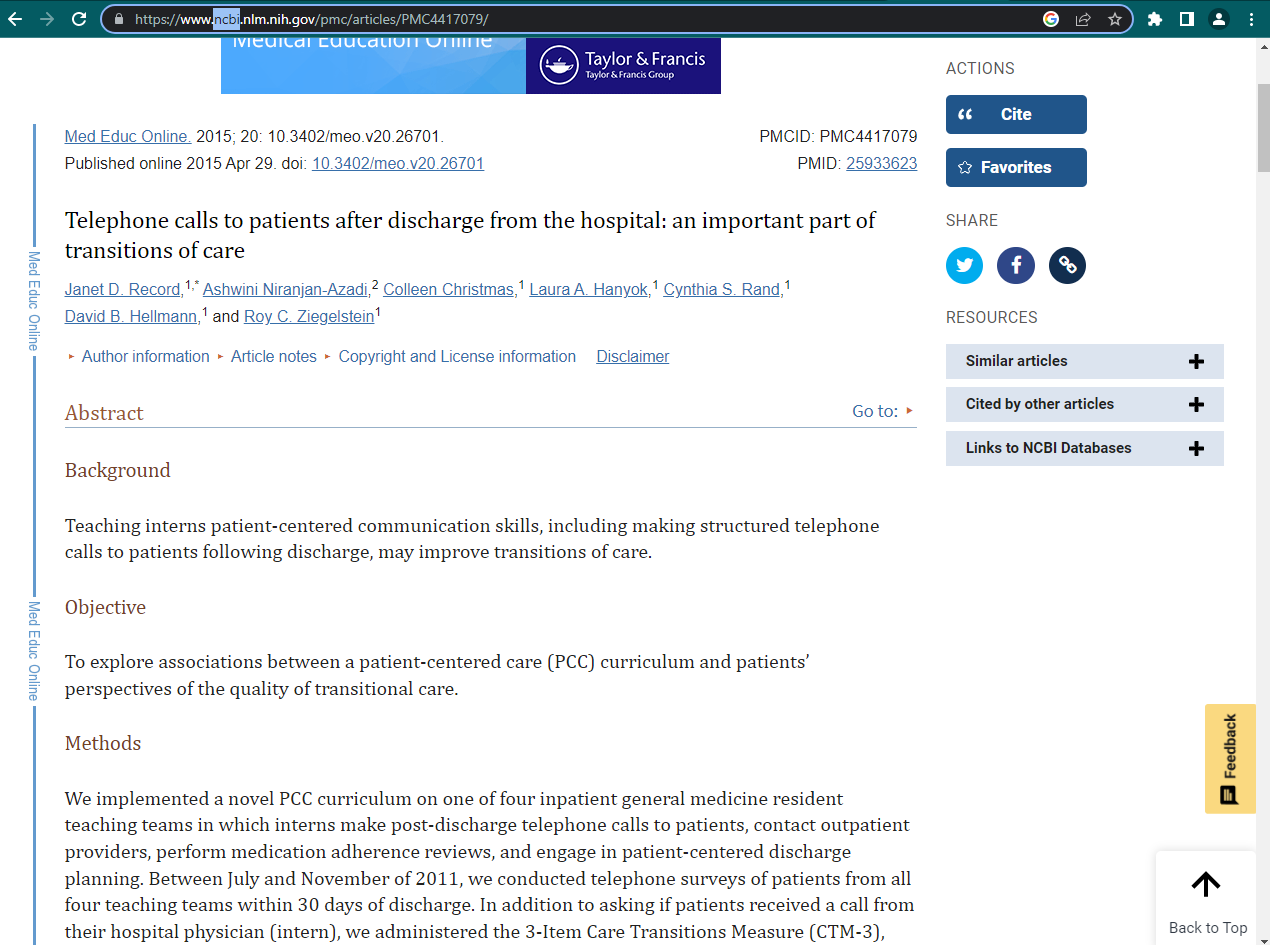 https://www.ncbi.nlm.nih.gov/pmc/articles/PMC4417079/
Medical Education Online
Taylor & Francis
Taylor & Francis Group
Med Educ Online. 2015; 20: 10.3402/meo.v20.26701.
PMCID: PMC4417079
Published online 2015 Apr 29. doi: 10.3402/meo.v20.26701
PMID: 25933623
Telephone calls to patients after discharge from the hospital: an important part of
transitions of care
Janet D. Record,1,* Ashwini Niranjan-Azadi,2 Colleen Christmas,1 Laura A. Hanyok,1 Cynthia S. Rand,1
David B. Hellmann,1 and Roy C. Ziegelstein1
Author information Article notes Copyright and License information Disclaimer
Abstract
Go to:
Background
Teaching interns patient-centered communication skills, including making structured telephone
calls to patients following discharge, may improve transitions of care.
Objective
To explore associations between a patient-centered care (PCC) curriculum and patients’
perspectives of the quality of transitional care.
Methods
We implemented a novel PCC curriculum on one of four inpatient general medicine resident
teaching teams in which interns make post-discharge telephone calls to patients, contact outpatient
providers, perform medication adherence reviews, and engage in patient-centered discharge
planning. Between July and November of 2011, we conducted telephone surveys of patients from all
four teaching teams within 30 days of discharge. In addition to asking if patients received a call from
their hospital physician (intern), we administered the 3-Item Care Transitions Measure (CTM-3),
Med Educ Online
Med Educ Online
ACTIONS
Cite
Favorites
SHARE
RESOURCES
Similar articles
Cited by other articles
Links to NCBI Databases
Feedback
Back to Top